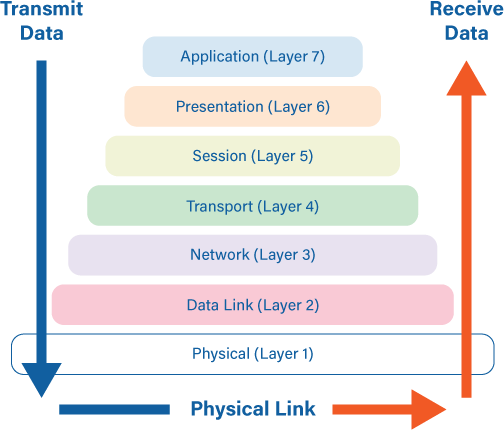 Transmit
Data
Receive
Data
Application (Layer 7)
Presentation (Layer 6)
Session (Layer 5)
Transport (Layer 4)
Network (Layer 3)
Data Link (Layer 2)
Physical (Layer 1)
Physical Link